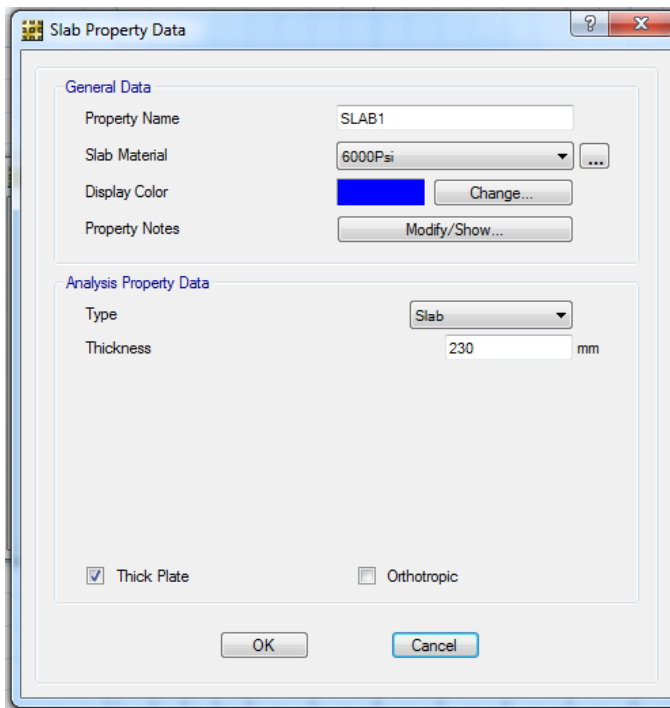 Slab Property Data
General Data
Property Name SLAB1
Slab Material 6000Psi ...
Display Color Change...
Property Notes Modify/Show...
Analysis Property Data
Type Slab
Thickness 230 mm
Thick Plate Orthotropic
OK Cancel